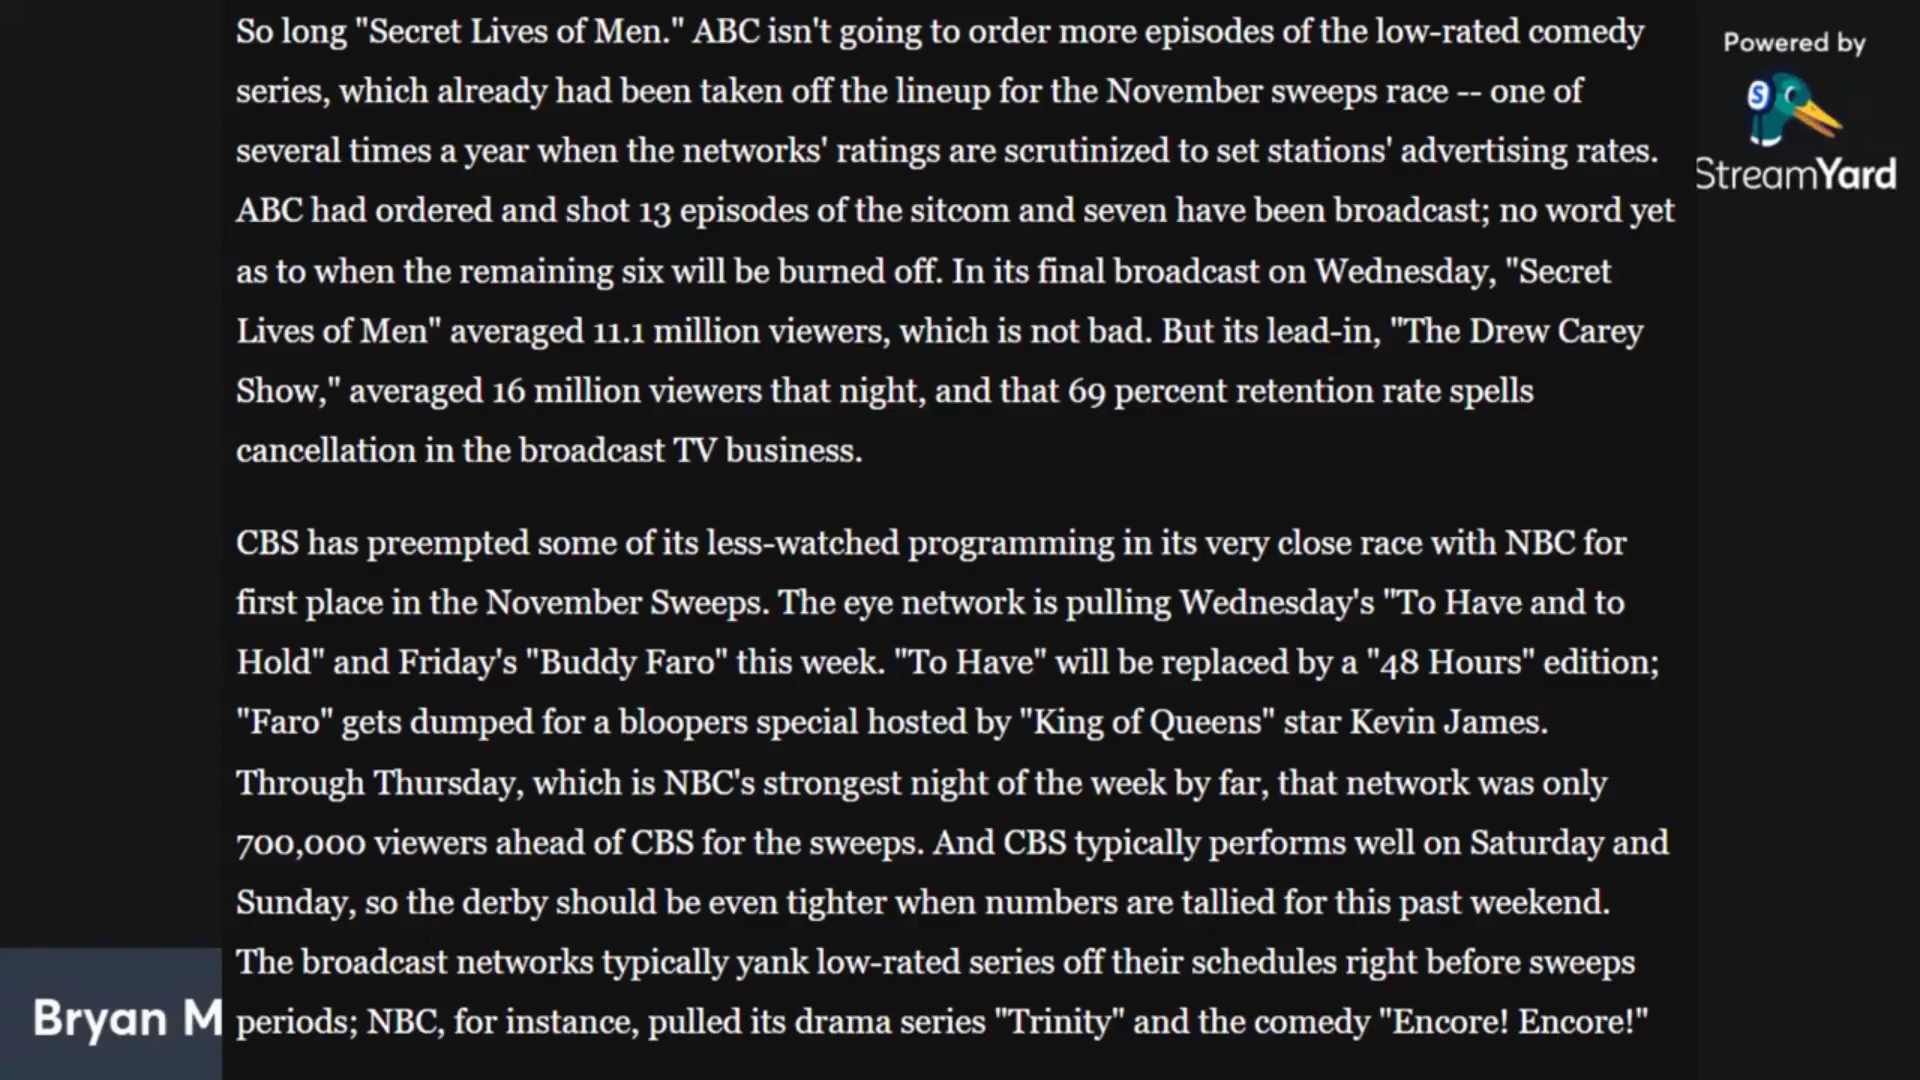 So long "Secret Lives of Men." ABC isn't going to order more episodes of the low-rated comedy
series, which already had been taken off the lineup for the November sweeps race -- one of
several times a year when the networks' ratings are scrutinized to set stations' advertising rates.
ABC had ordered and shot 13 episodes of the sitcom and seven have been broadcast; no word yet
as to when the remaining six will be burned off. In its final broadcast on Wednesday, "Secret
Lives of Men" averaged 11.1 million viewers, which is not bad. But its lead-in, "The Drew Carey
Show," averaged 16 million viewers that night, and that 69 percent retention rate spells
cancellation in the broadcast TV business.
CBS has preempted some of its less-watched programming in its very close race with NBC for
first place in the November Sweeps. The eye network is pulling Wednesday's "To Have and to
Hold" and Friday's "Buddy Faro" this week. "To Have" will be replaced by a "48 Hours" edition;
"Faro" gets dumped for a bloopers special hosted by "King of Queens" star Kevin James.
Through Thursday, which is NBC's strongest night of the week by far, that network was only
700,000 viewers ahead of CBS for the sweeps. And CBS typically performs well on Saturday and
Sunday, so the derby should be even tighter when numbers are tallied for this past weekend.
The broadcast networks typically yank low-rated series off their schedules right before sweeps
periods; NBC, for instance, pulled its drama series "Trinity" and the comedy "Encore! Encore!"
Powered by
S
StreamYard
Bryan M